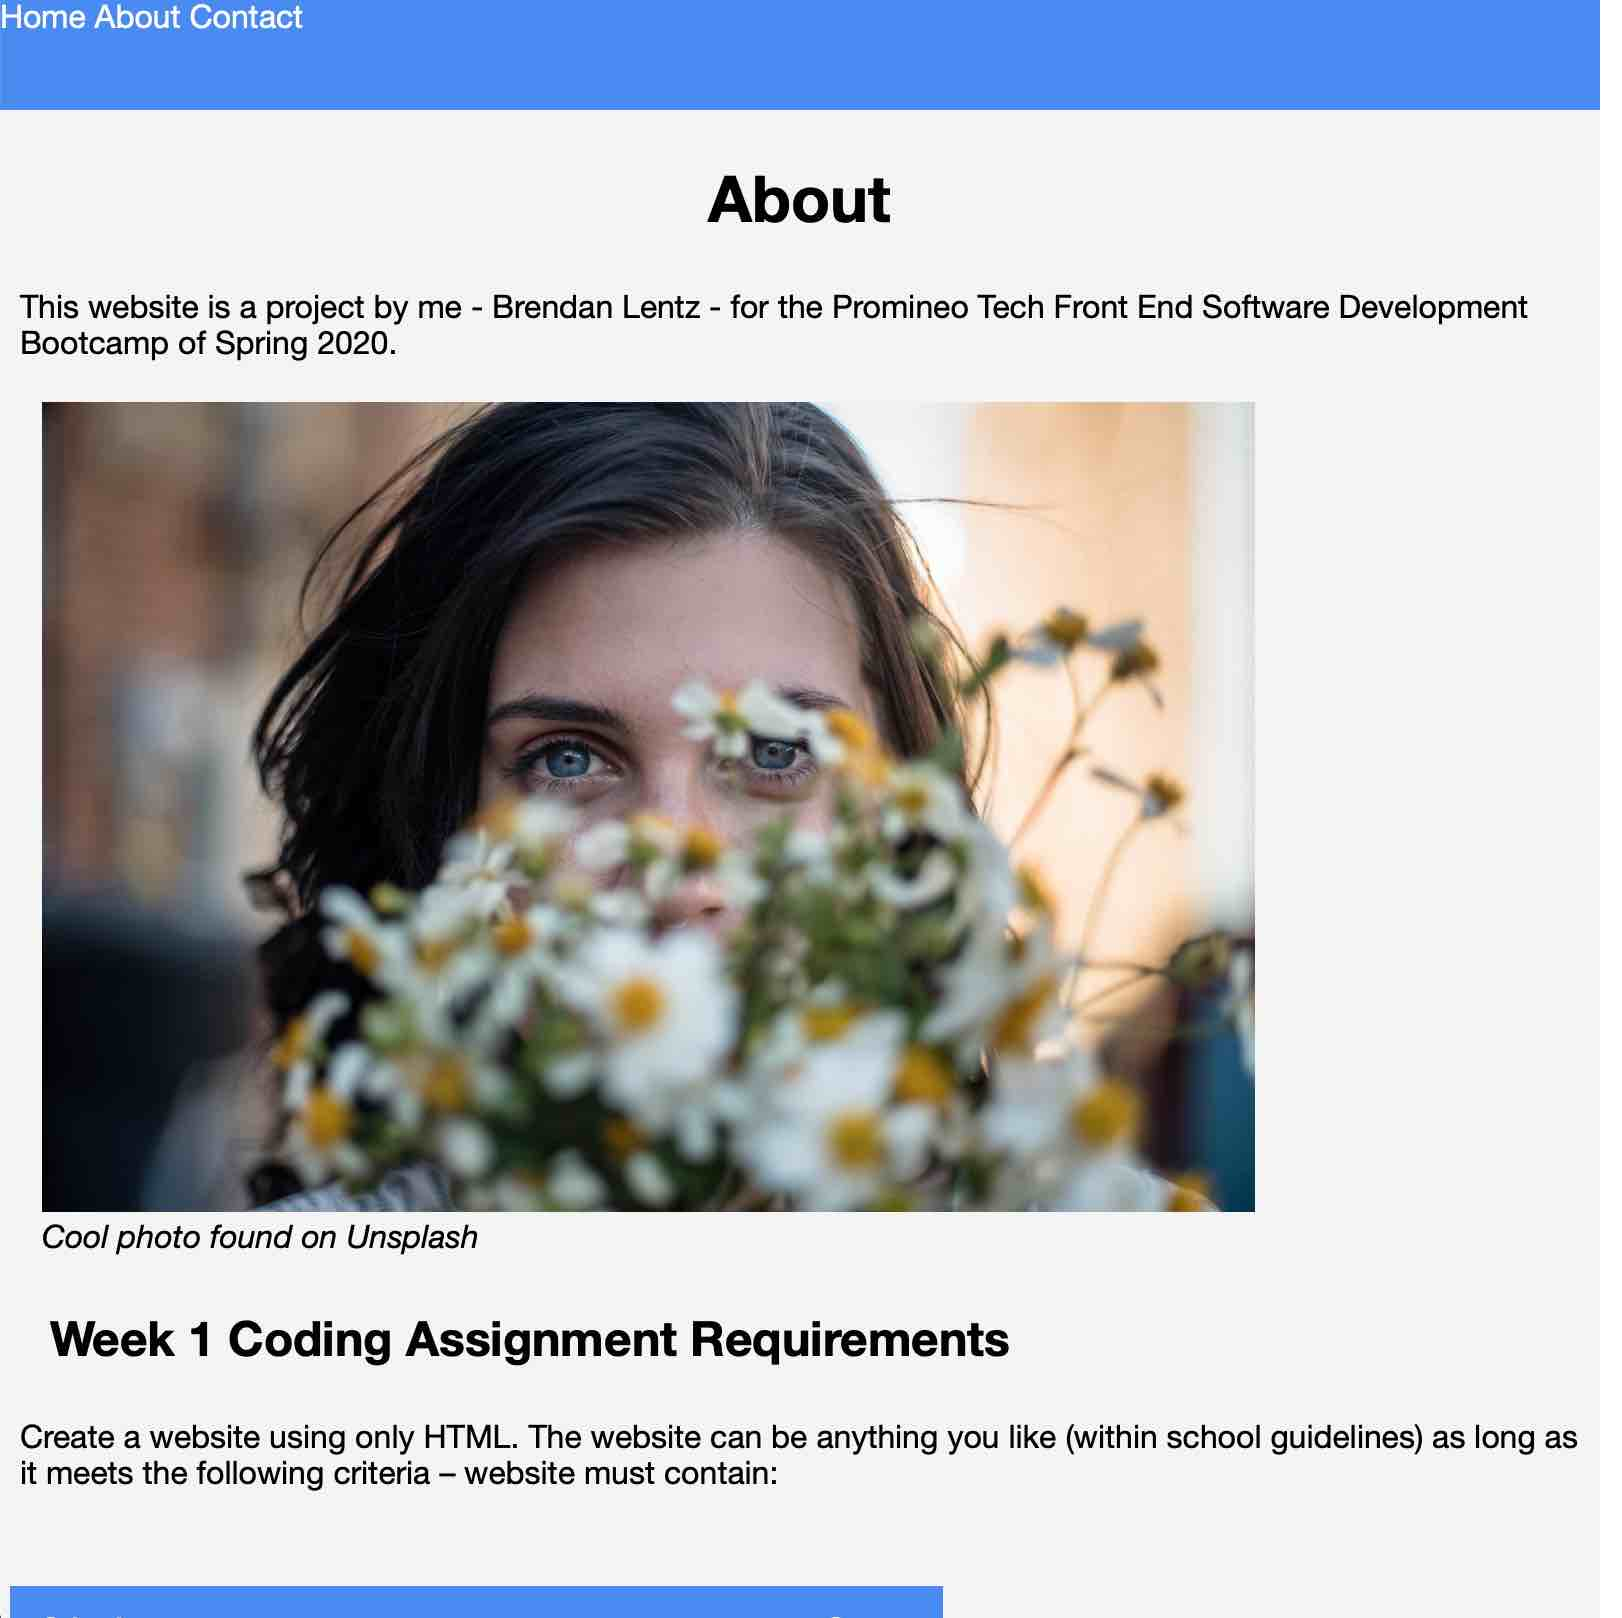 Home About Contact
About
This website is a project by me - Brendan Lentz - for the Promineo Tech Front End Software Development
Bootcamp of Spring 2020.
Cool photo found on Unsplash
Week 1 Coding Assignment Requirements
Create a website using only HTML. The website can be anything you like (within school guidelines) as long as
it meets the following criteria – website must contain: